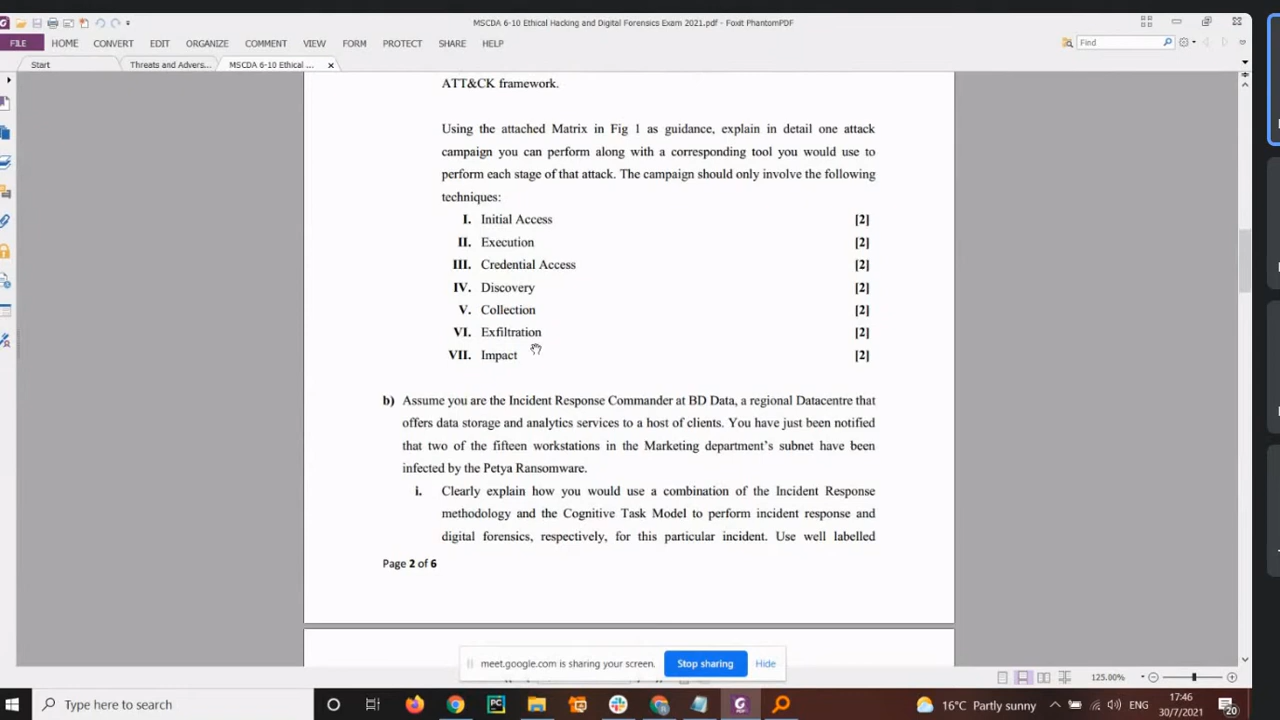 MSCDA 6-10 Ethical Hacking and Digital Forensics Exam 2021.pdf - Foxit PhantomPDF
FILE HOME CONVERT EDIT ORGANIZE COMMENT VIEW FORM PROTECT SHARE HELP
Find
Start Threats and Advers... MSCDA 6-10 Ethical ...
ATT&CK framework.
Using the attached Matrix in Fig 1 as guidance, explain in detail one attack
campaign you can perform along with a corresponding tool you would use to
perform each stage of that attack. The campaign should only involve the following
techniques:
I. Initial Access [2]
II. Execution [2]
III. Credential Access [2]
IV. Discovery [2]
V. Collection [2]
VI. Exfiltration [2]
VII. Impact [2]
b) Assume you are the Incident Response Commander at BD Data, a regional Datacentre that
offers data storage and analytics services to a host of clients. You have just been notified
that two of the fifteen workstations in the Marketing department's subnet have been
infected by the Petya Ransomware.
i. Clearly explain how you would use a combination of the Incident Response
methodology and the Cognitive Task Model to perform incident response and
digital forensics, respectively, for this particular incident. Use well labelled
Page 2 of 6
meet.google.com is sharing your screen. Stop sharing Hide
125.00%
Type here to search
16°C Partly sunny
ENG
17:46
30/7/2021
20